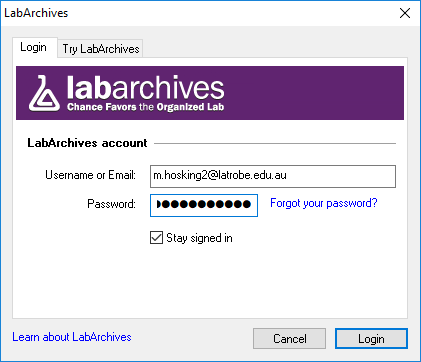 LabArchives
Login
Try LabArchives
labarchives
Chance Favors the Organized Lab
LabArchives account
Username or Email:
m.hosking2@latrobe.edu.au
Password:
Forgot your password?
Stay signed in
Learn about LabArchives
Cancel
Login